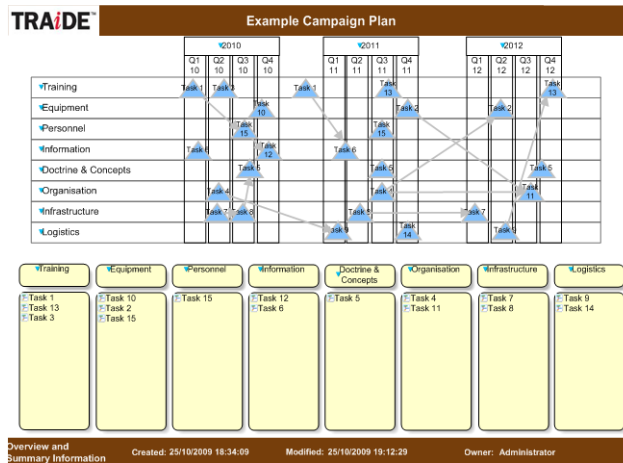 TRAiDE™
Example Campaign Plan
2010 2011 2012
Q1 10 Q2 10 Q3 10 Q4 10 Q1 11 Q2 11 Q3 11 Q4 11 Q1 12 Q2 12 Q3 12 Q4 12
Training Task 1 Task 3 Task 1 Task 13 Task 13
Equipment Task 10 Task 2 Task 2
Personnel Task 15 Task 15
Information Task 6 Task 12 Task 6
Doctrine & Concepts Task 5 Task 5 Task 5
Organisation Task 4 Task 11
Infrastructure Task 7 Task 8 Task 7
Logistics Task 9 Task 14 Task 9
Training
Task 1
Task 13
Task 3
Equipment
Task 10
Task 2
Task 15
Personnel
Task 15
Information
Task 12
Task 6
Doctrine &
Concepts
Task 5
Organisation
Task 4
Task 11
Infrastructure
Task 7
Task 8
Logistics
Task 9
Task 14
Overview and
Summary Information
Created: 25/10/2009 18:34:09 Modified: 25/10/2009 19:12:29 Owner: Administrator